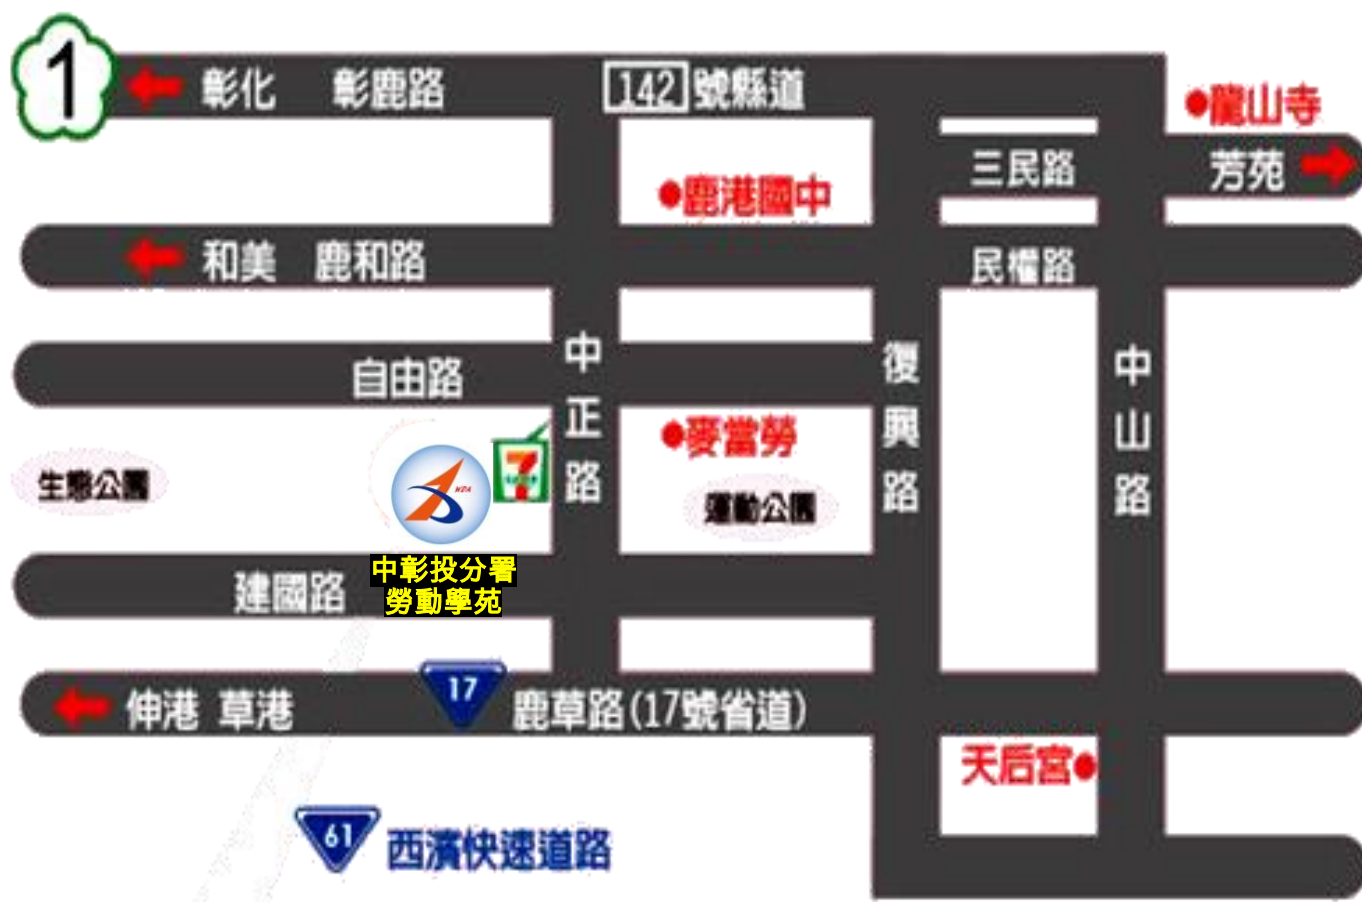 1
彰化 彰鹿路 142 號縣道
龍山寺
三民路 芳苑
鹿港國中
和美 鹿和路 民權路
自由路
中正路
復興路
中山路
麥當勞
7
生態公園
運動公園
中彰投分署
勞動學苑
建國路
伸港 草港 17 鹿草路(17號省道)
天后宮
61 西濱快速道路